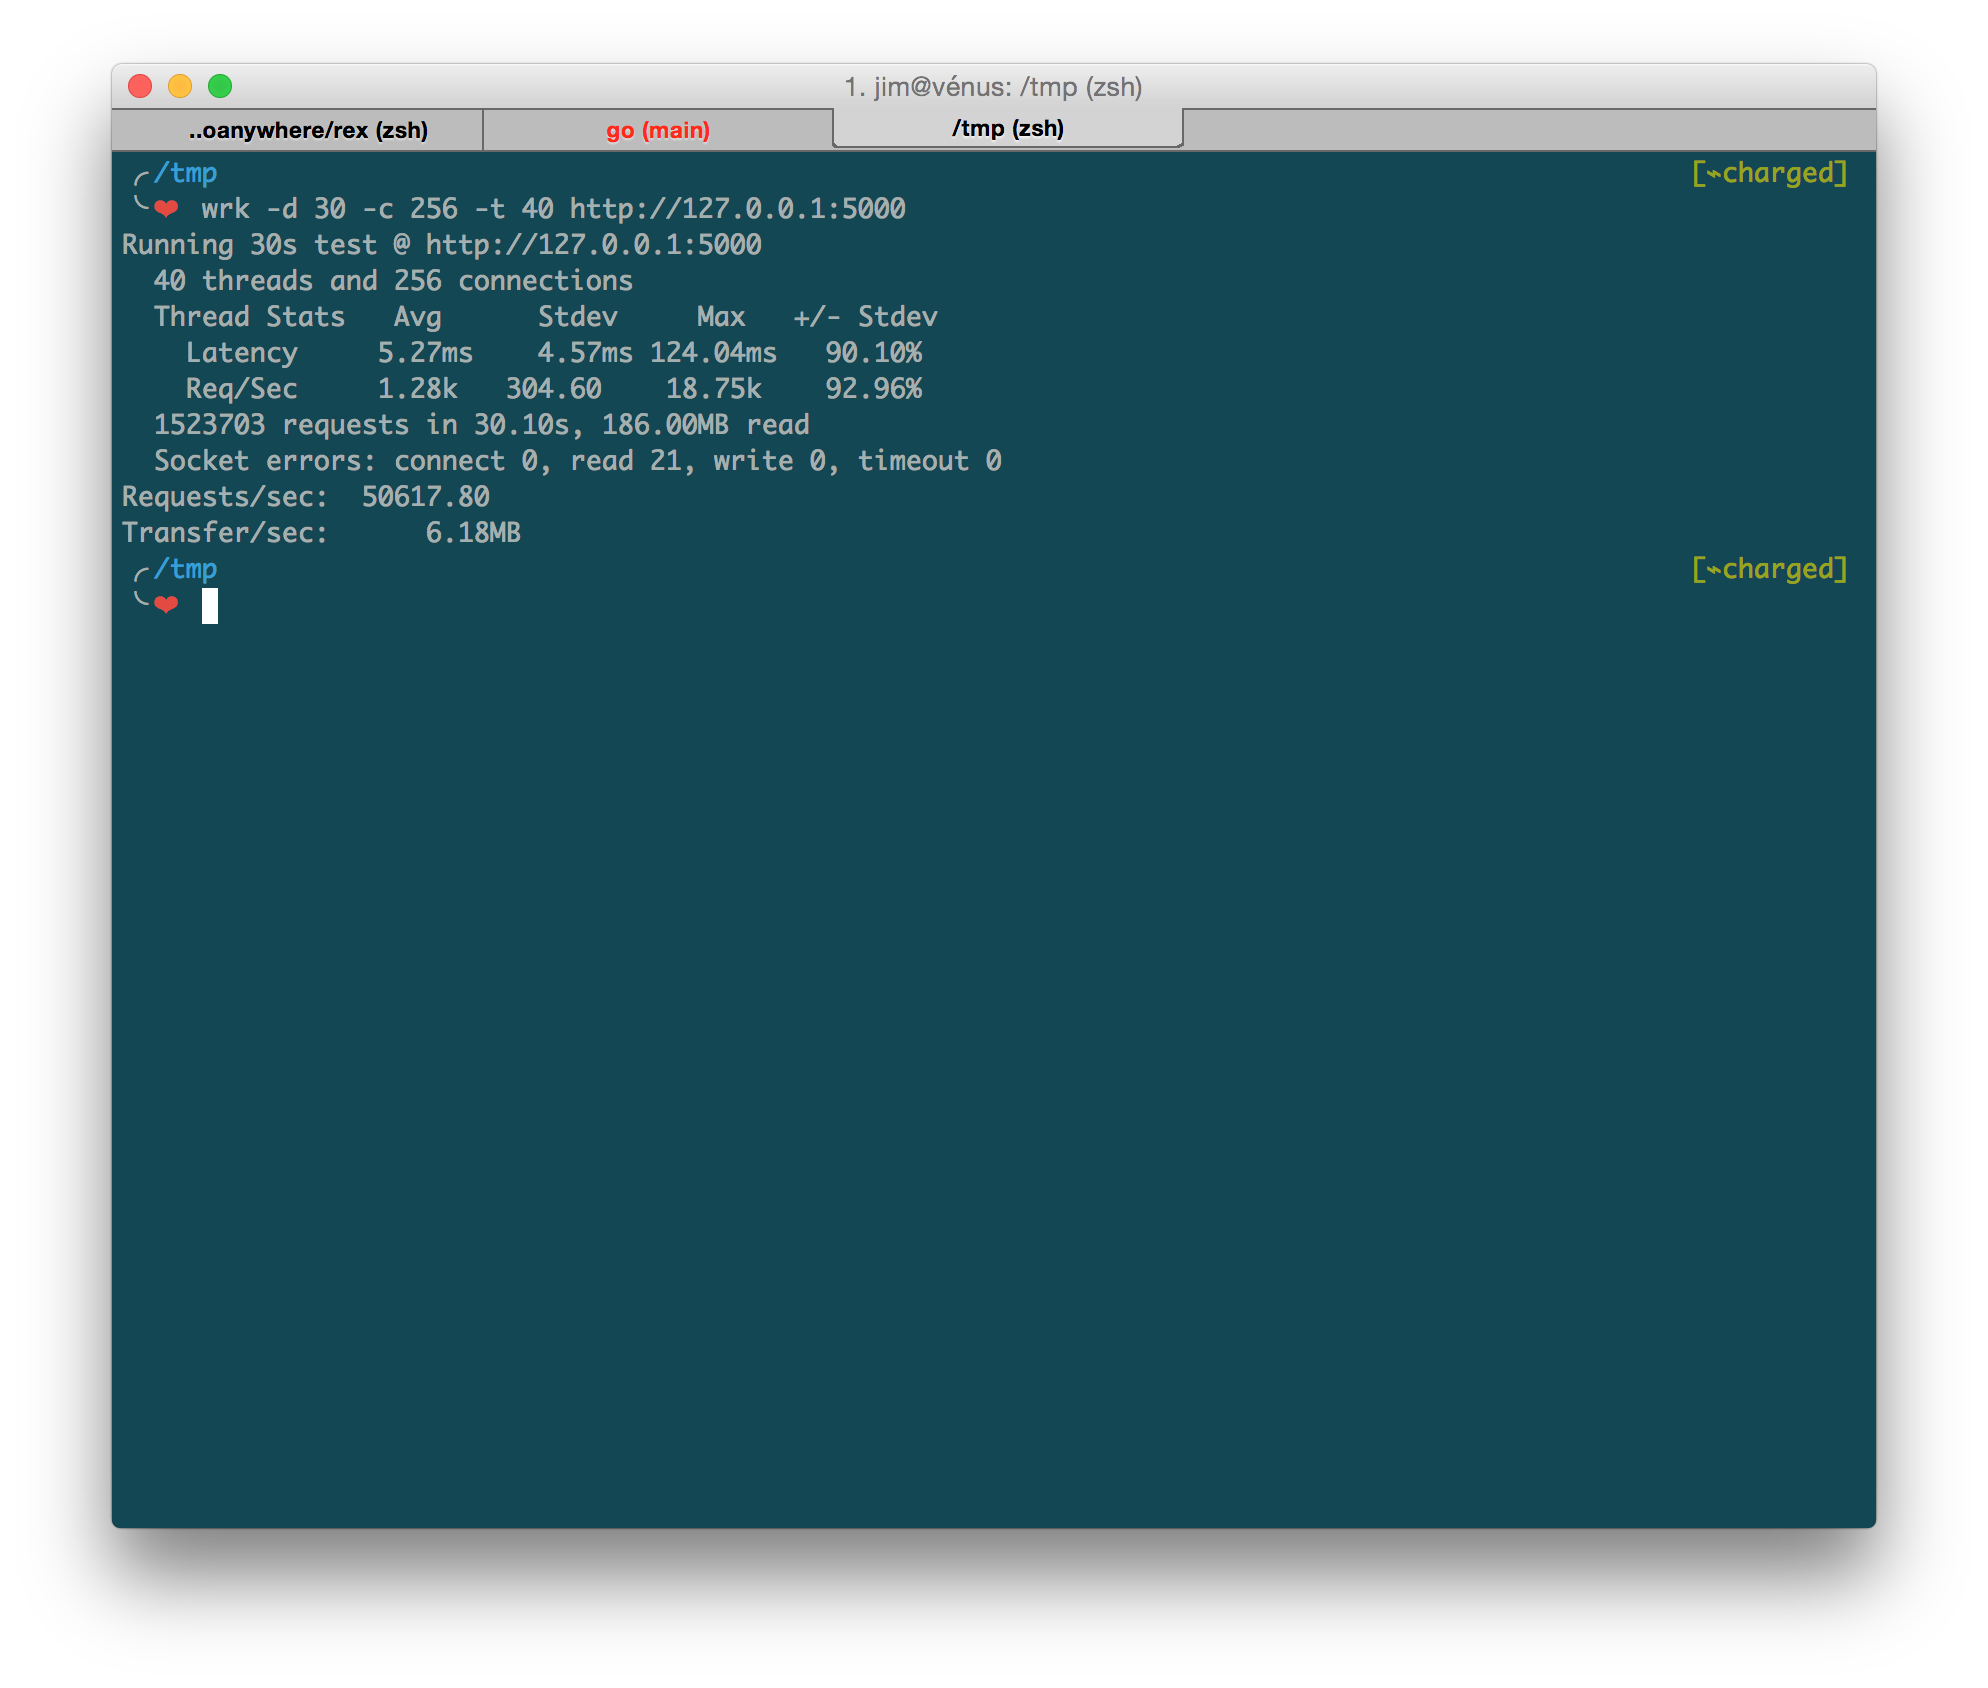 1. jim@vénus: /tmp (zsh)
..oanywhere/rex (zsh) go (main) /tmp (zsh)
╭/tmp [⌁charged]
╰❤ wrk -d 30 -c 256 -t 40 http://127.0.0.1:5000
Running 30s test @ http://127.0.0.1:5000
  40 threads and 256 connections
  Thread Stats   Avg      Stdev     Max   +/- Stdev
    Latency     5.27ms    4.57ms 124.04ms   90.10%
    Req/Sec     1.28k   304.60    18.75k    92.96%
  1523703 requests in 30.10s, 186.00MB read
  Socket errors: connect 0, read 21, write 0, timeout 0
Requests/sec:  50617.80
Transfer/sec:      6.18MB
╭/tmp [⌁charged]
╰❤